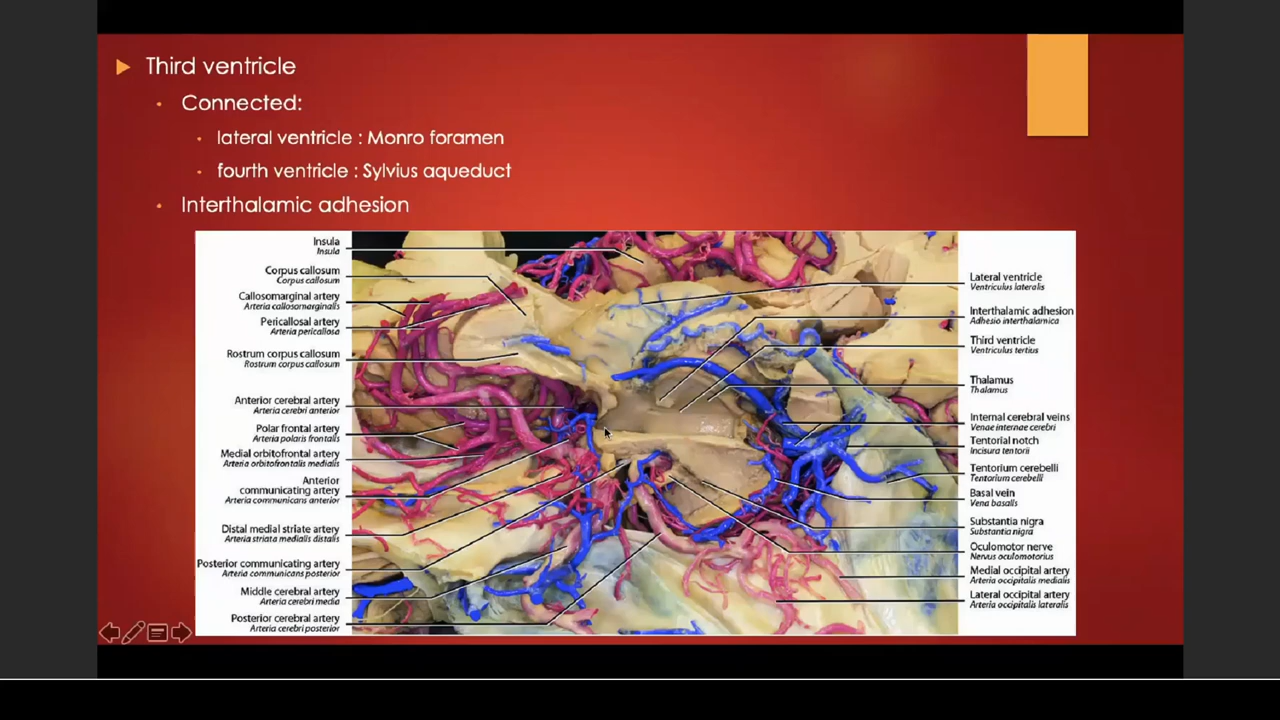 Third ventricle
Connected:
lateral ventricle : Monro foramen
fourth ventricle : Sylvius aqueduct
Interthalamic adhesion
Insula
Insula
Corpus callosum
Corpus callosum
Callosomarginal artery
Arteria callosomarginalis
Pericallosal artery
Arteria pericallosa
Rostrum corpus callosum
Rostrum corpus callosum
Anterior cerebral artery
Arteria cerebri anterior
Polar frontal artery
Arteria polaris frontalis
Medial orbitofrontal artery
Arteria orbitofrontalis medialis
Anterior
communicating artery
Arteria communicans anterior
Distal medial striate artery
Arteria striata medialis distalis
Posterior communicating artery
Arteria communicans posterior
Middle cerebral artery
Arteria cerebri media
Posterior cerebral artery
Arteria cerebri posterior
Lateral ventricle
Ventriculus lateralis
Interthalamic adhesion
Adhesio interthalamica
Third ventricle
Ventriculus tertius
Thalamus
Thalamus
Internal cerebral veins
Venae internae cerebri
Tentorial notch
Incisura tentorii
Tentorium cerebelli
Tentorium cerebelli
Basal vein
Vena basalis
Substantia nigra
Substantia nigra
Oculomotor nerve
Nervus oculomotorius
Medial occipital artery
Arteria occipitalis medialis
Lateral occipital artery
Arteria occipitalis lateralis